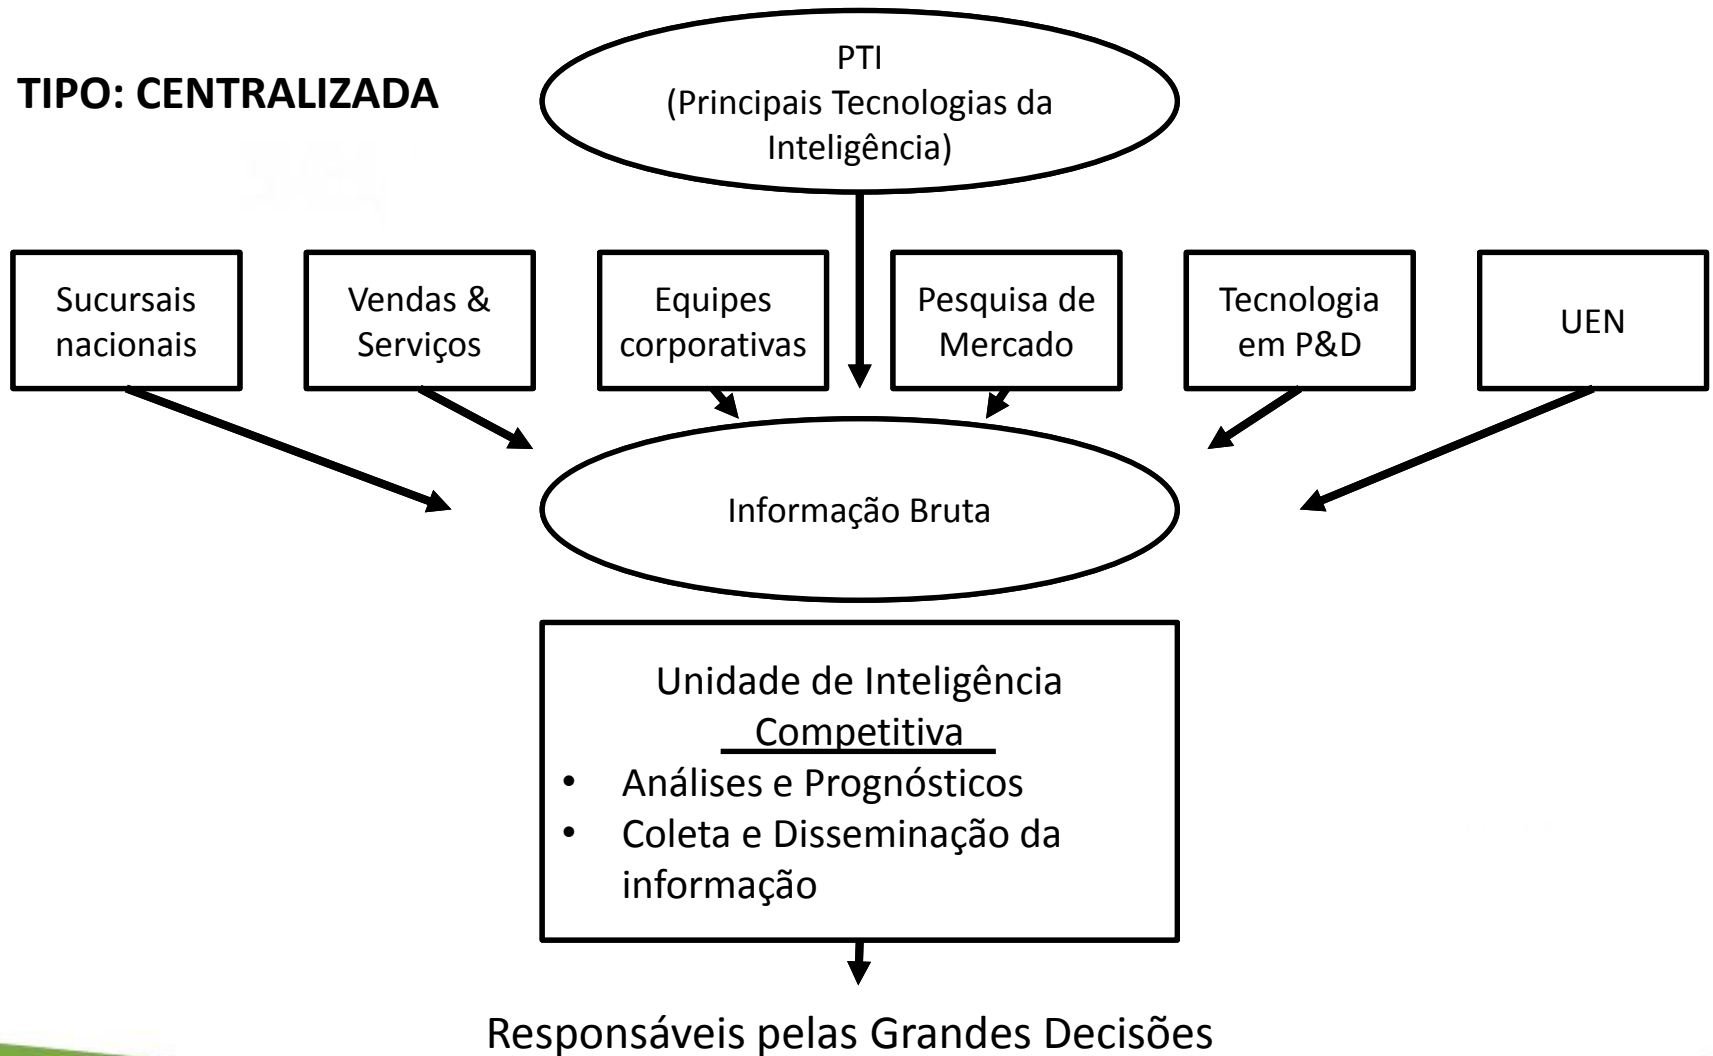 TIPO: CENTRALIZADA
PTI
(Principais Tecnologias da
Inteligência)
Sucursais
nacionais
Vendas &
Serviços
Equipes
corporativas
Pesquisa de
Mercado
Tecnologia
em P&D
UEN
Informação Bruta
Unidade de Inteligência
Competitiva
• Análises e Prognósticos
• Coleta e Disseminação da
informação
Responsáveis pelas Grandes Decisões